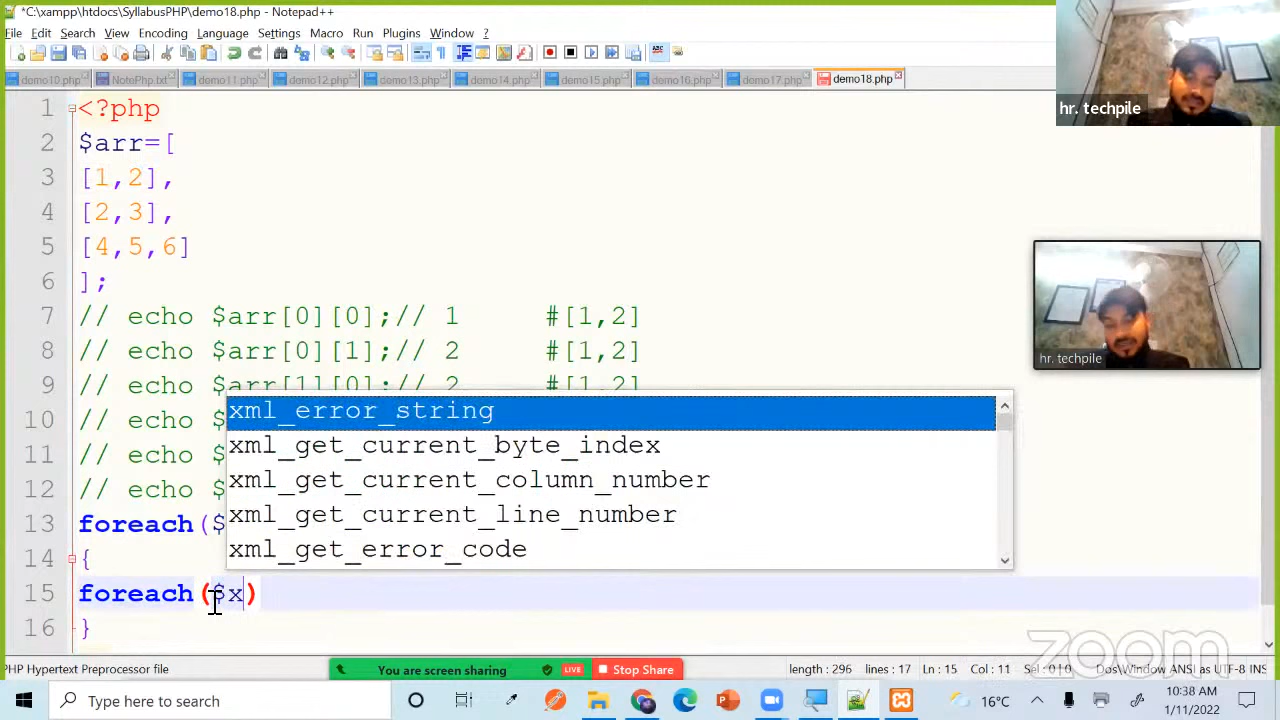 *C:\xampp\htdocs\SyllabusPHP\demo18.php - Notepad++
File Edit Search View Encoding Language Settings Macro Run Plugins Window ?
demo10.php NotePhp.txt demo11.php demo12.php demo13.php demo14.php demo15.php demo16.php demo17.php demo18.php
hr. techpile
1 <?php
2 $arr=[
3 [1,2],
4 [2,3],
5 [4,5,6]
6 ];
7 // echo $arr[0][0];// 1 #[1,2]
8 // echo $arr[0][1];// 2 #[1,2]
9 // echo $arr[1][0];// 2 #[1,2]
hr. techpile
10 // echo $
11 // echo $
12 // echo $
xml_error_string
xml_get_current_byte_index
xml_get_current_column_number
xml_get_current_line_number
xml_get_error_code
13 foreach($
14 {
15 foreach($x)
16 }
zoom
PHP Hypertext Preprocessor file
You are screen sharing LIVE Stop Share
length : 296 lines : 17 Ln : 15 Col : 11 Sel : 0 | 0 Dos\Window ANSI as UTF-8 INS
Type here to search
16°C
10:38 AM
1/11/2022